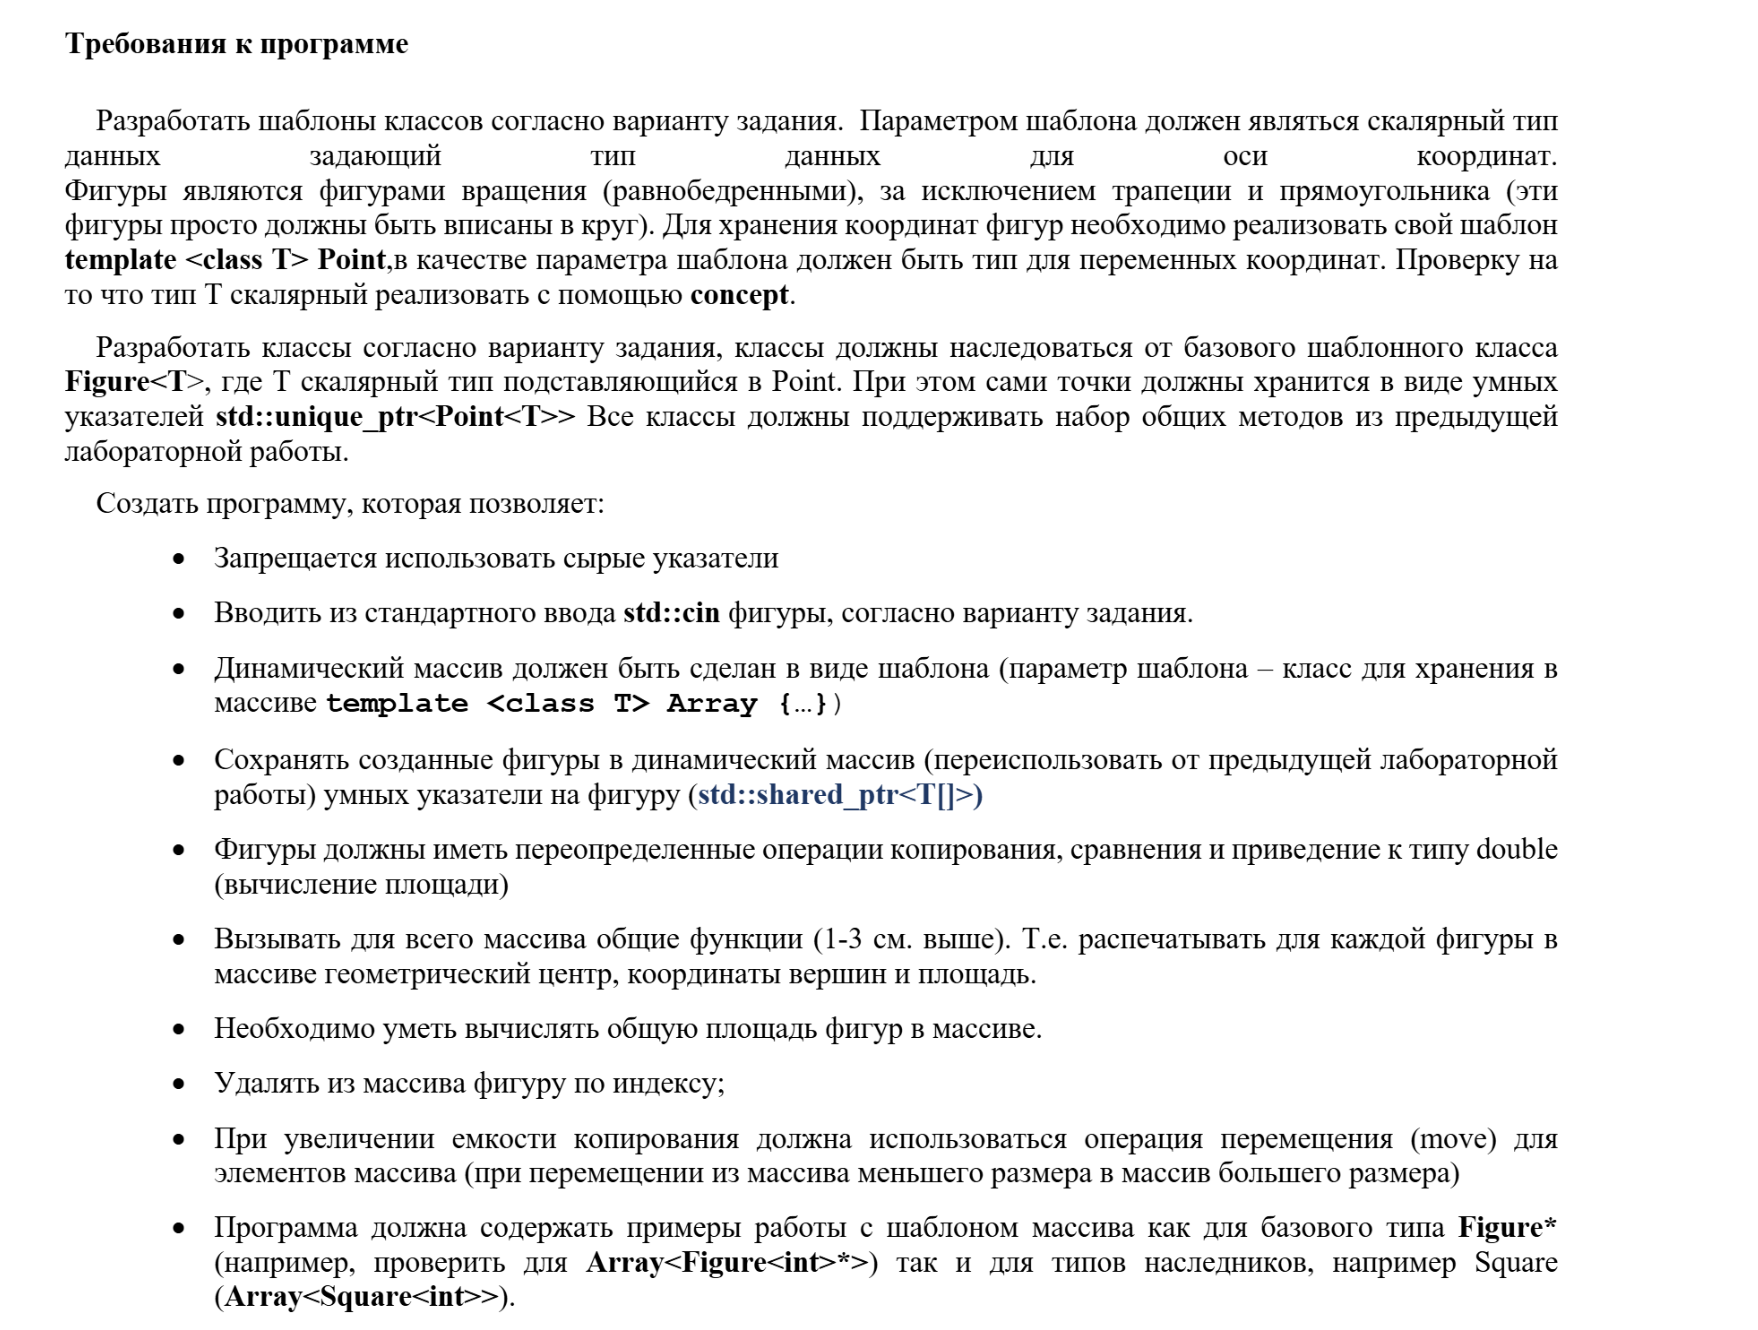 Требования к программе
Разработать шаблоны классов согласно варианту задания.  Параметром шаблона должен являться скалярный тип
данных задающий тип данных для оси координат.
Фигуры являются фигурами вращения (равнобедренными), за исключением трапеции и прямоугольника (эти
фигуры просто должны быть вписаны в круг). Для хранения координат фигур необходимо реализовать свой шаблон
template <class T> Point,в качестве параметра шаблона должен быть тип для переменных координат. Проверку на
то что тип T скалярный реализовать с помощью concept.
Разработать классы согласно варианту задания, классы должны наследоваться от базового шаблонного класса
Figure<T>, где T скалярный тип подставляющийся в Point. При этом сами точки должны хранится в виде умных
указателей std::unique_ptr<Point<T>> Все классы должны поддерживать набор общих методов из предыдущей
лабораторной работы.
Создать программу, которая позволяет:
• Запрещается использовать сырые указатели
• Вводить из стандартного ввода std::cin фигуры, согласно варианту задания.
• Динамический массив должен быть сделан в виде шаблона (параметр шаблона – класс для хранения в
массиве template <class T> Array {…})
• Сохранять созданные фигуры в динамический массив (переиспользовать от предыдущей лабораторной
работы) умных указатели на фигуру (std::shared_ptr<T[]>)
• Фигуры должны иметь переопределенные операции копирования, сравнения и приведение к типу double
(вычисление площади)
• Вызывать для всего массива общие функции (1-3 см. выше). Т.е. распечатывать для каждой фигуры в
массиве геометрический центр, координаты вершин и площадь.
• Необходимо уметь вычислять общую площадь фигур в массиве.
• Удалять из массива фигуру по индексу;
• При увеличении емкости копирования должна использоваться операция перемещения (move) для
элементов массива (при перемещении из массива меньшего размера в массив большего размера)
• Программа должна содержать примеры работы с шаблоном массива как для базового типа Figure*
(например, проверить для Array<Figure<int>*>) так и для типов наследников, например Square
(Array<Square<int>>).